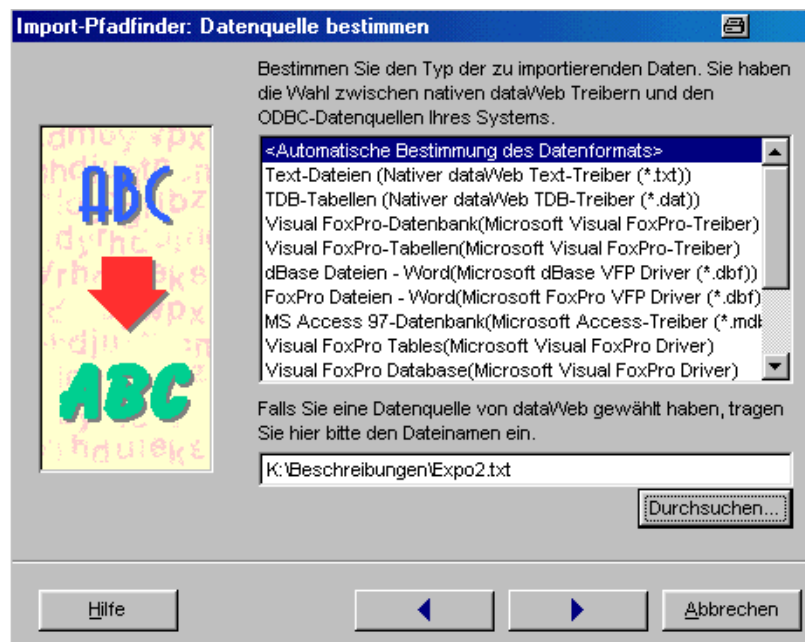 Import-Pfadfinder: Datenquelle bestimmen
Bestimmen Sie den Typ der zu importierenden Daten. Sie haben
die Wahl zwischen nativen dataWeb Treibern und den
ODBC-Datenquellen Ihres Systems.
<Automatische Bestimmung des Datenformats>
Text-Dateien (Nativer dataWeb Text-Treiber (*.txt))
TDB-Tabellen (Nativer dataWeb TDB-Treiber (*.dat))
Visual FoxPro-Datenbank(Microsoft Visual FoxPro-Treiber)
Visual FoxPro-Tabellen(Microsoft Visual FoxPro-Treiber)
dBase Dateien - Word(Microsoft dBase VFP Driver (*.dbf))
FoxPro Dateien - Word(Microsoft FoxPro VFP Driver (*.dbf)
MS Access 97-Datenbank(Microsoft Access-Treiber (*.mdb
Visual FoxPro Tables(Microsoft Visual FoxPro Driver)
Visual FoxPro Database(Microsoft Visual FoxPro Driver)
ABC
ABC
Falls Sie eine Datenquelle von dataWeb gewählt haben, tragen
Sie hier bitte den Dateinamen ein.
K:\Beschreibungen\Expo2.txt
Durchsuchen...
Hilfe
Abbrechen